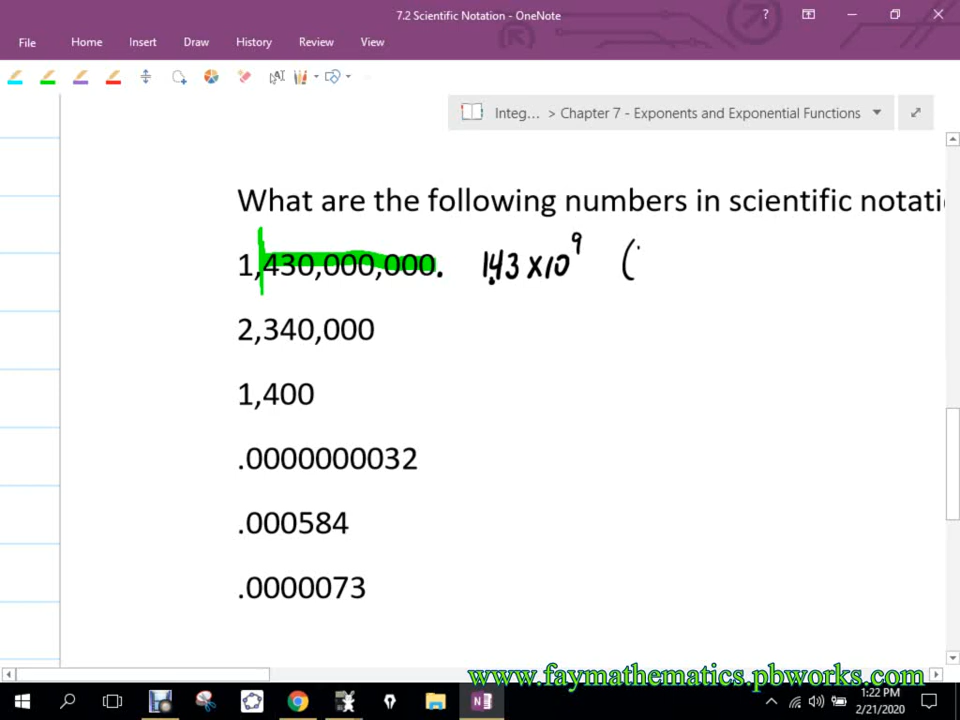 7.2 Scientific Notation - OneNote
File Home Insert Draw History Review View
Integ... > Chapter 7 - Exponents and Exponential Functions
What are the following numbers in scientific notati
1,430,000,000. 1.43 x 10⁹ (
2,340,000
1,400
.0000000032
.000584
.0000073
www.faymathematics.pbworks.com
1:22 PM
2/21/2020